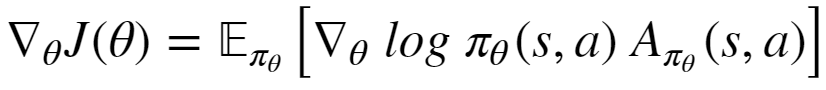 ∇θJ(θ) = 𝔼πθ [∇θ log πθ(s, a) Aπθ(s, a)]